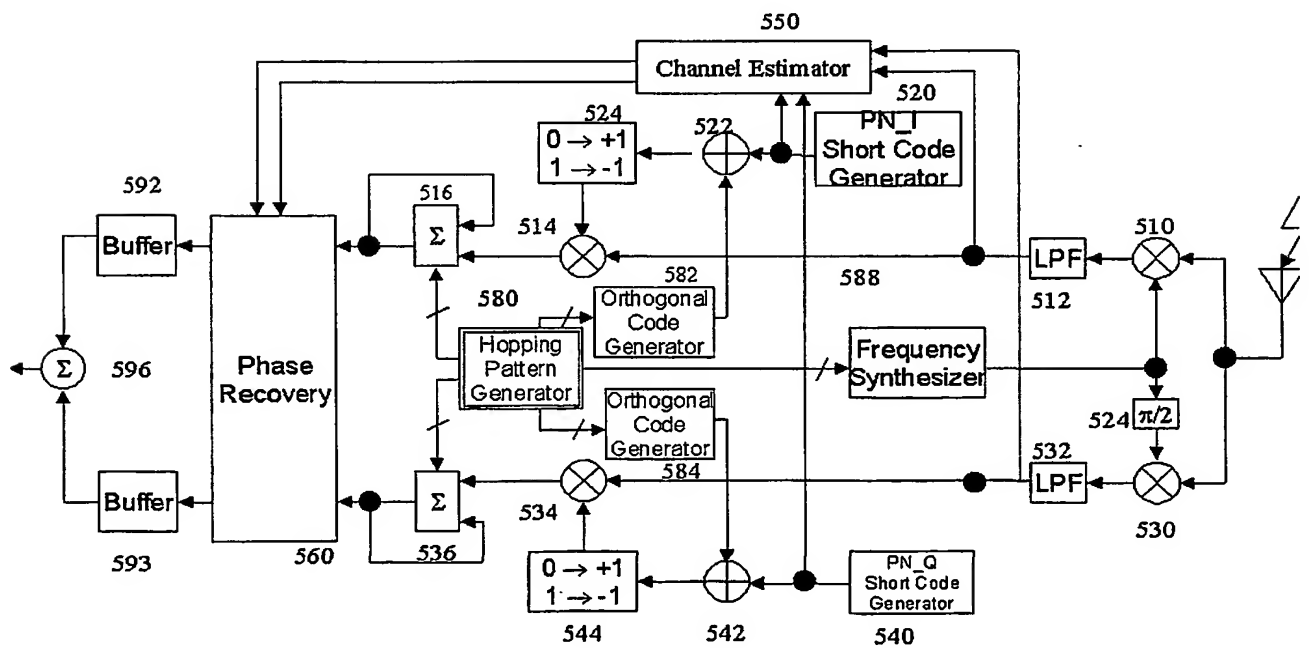 550
Channel Estimator
520
524
522
PN_I
Short Code
Generator
0 → +1
1 → -1
592
516
510
Buffer
Σ
514
LPF
588
512
580
582
Orthogonal
Code
Generator
Hopping
Pattern
Generator
Frequency
Synthesizer
Σ
596
Phase
Recovery
Orthogonal
Code
Generator
524
π/2
532
584
LPF
Buffer
Σ
534
530
593
560
536
0 → +1
1 → -1
PN_Q
Short Code
Generator
544
542
540